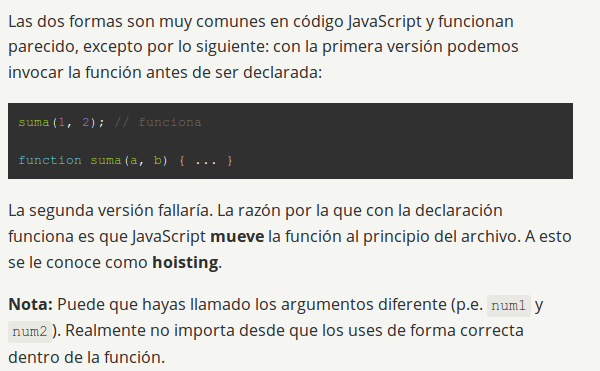 Las dos formas son muy comunes en código JavaScript y funcionan
parecido, excepto por lo siguiente: con la primera versión podemos
invocar la función antes de ser declarada:
suma(1, 2); // funciona
function suma(a, b) { ... }
La segunda versión fallaría. La razón por la que con la declaración
funciona es que JavaScript mueve la función al principio del archivo. A esto
se le conoce como hoisting.
Nota: Puede que hayas llamado los argumentos diferente (p.e. num1 y
num2). Realmente no importa desde que los uses de forma correcta
dentro de la función.